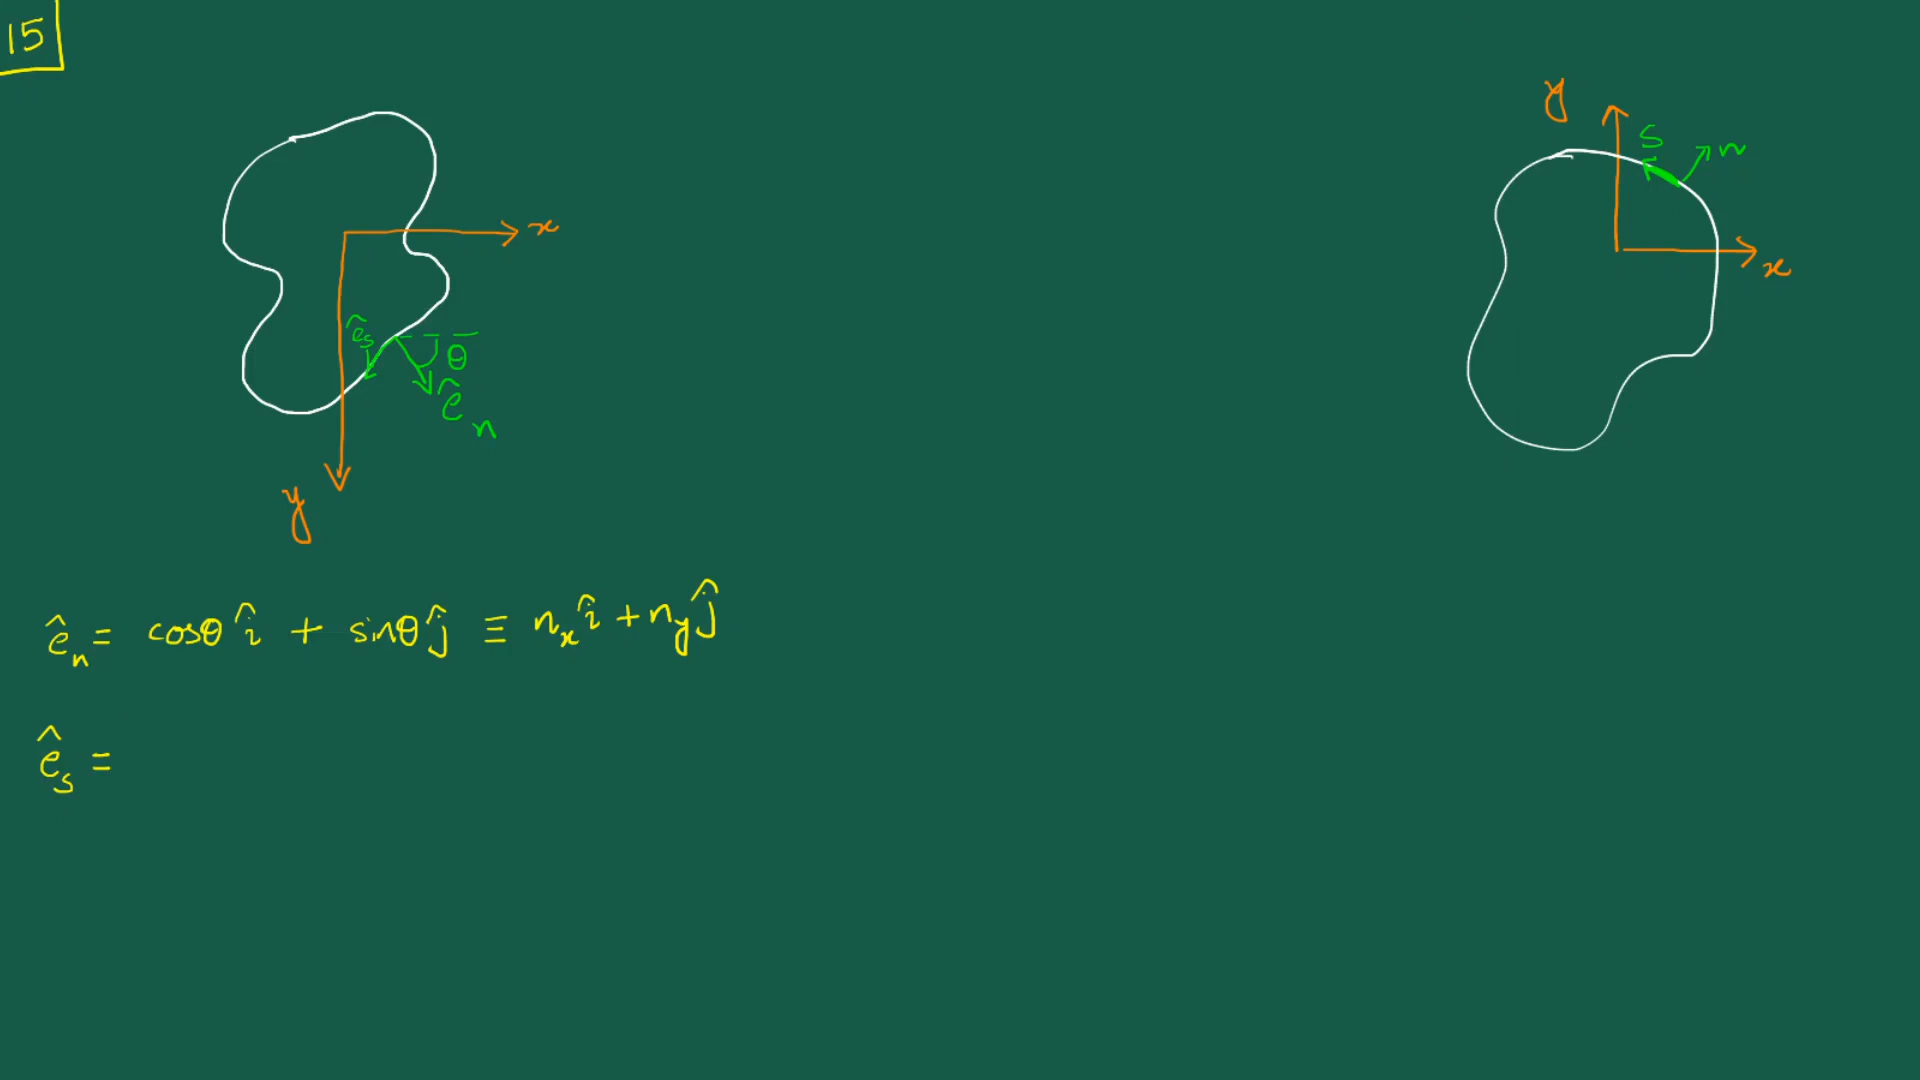 15
y
S
n
x
x
ê_s
θ
ê_n
y
ê_n = cosθ î + sinθ ĵ ≡ n_x î + n_y ĵ
ê_s =